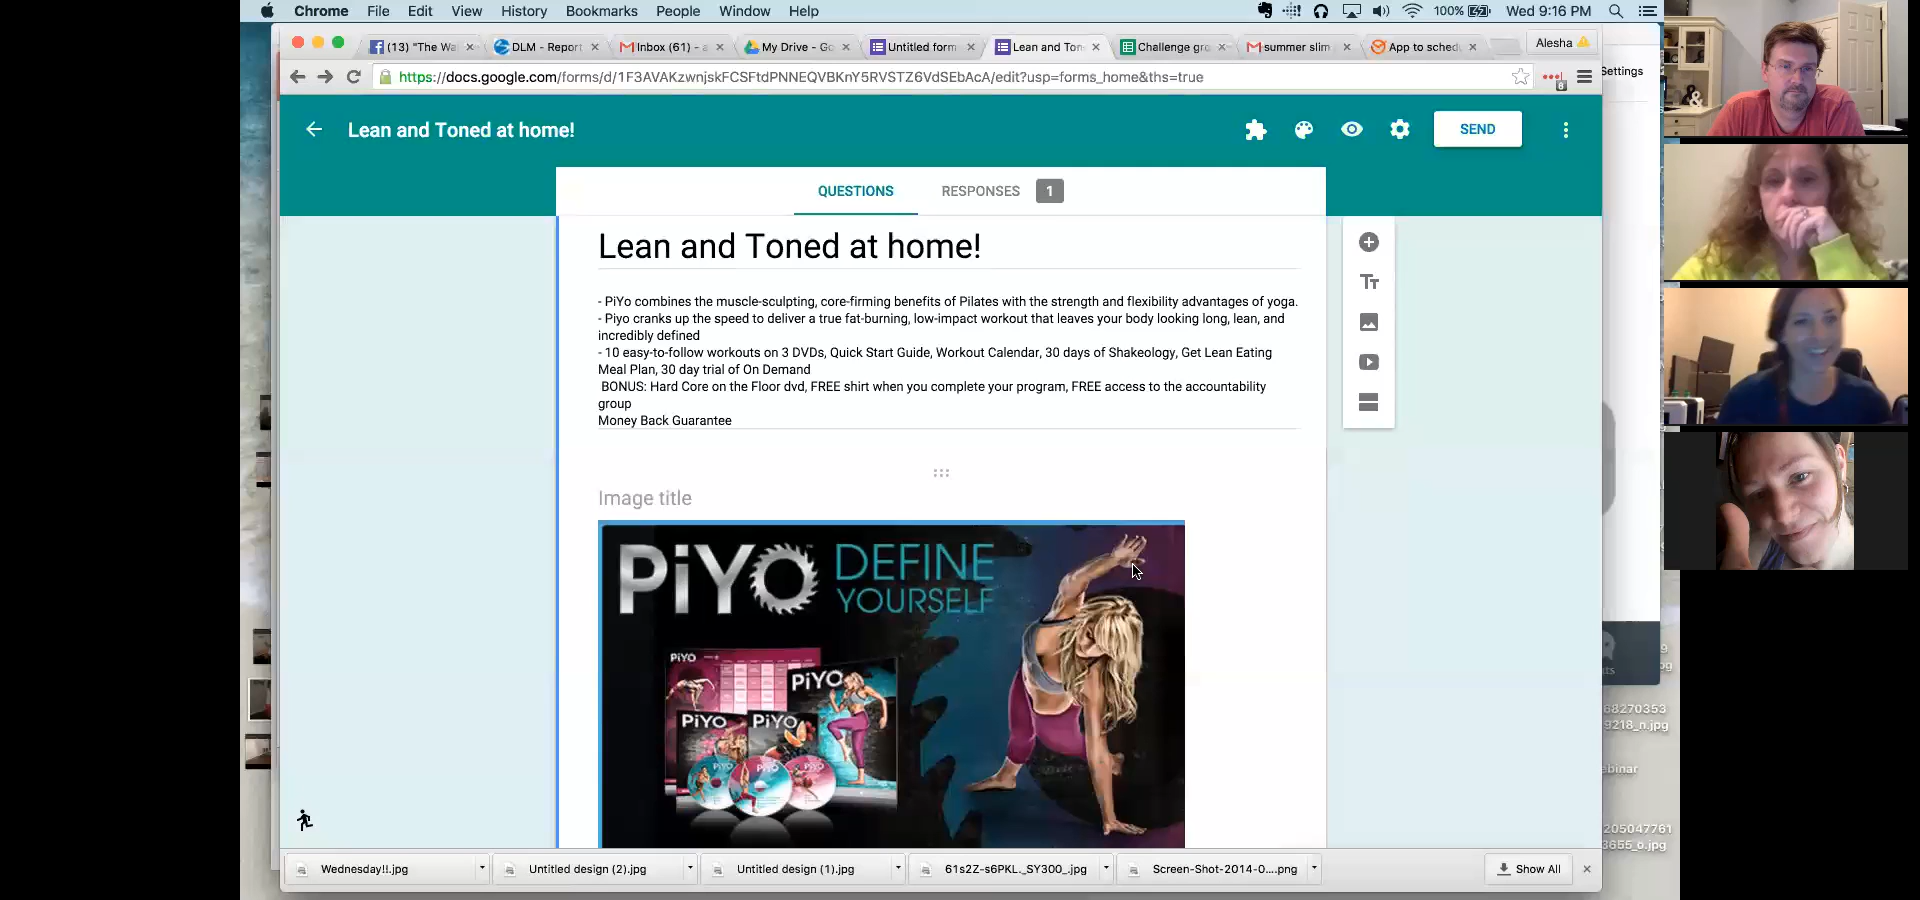 Chrome File Edit View History Bookmarks People Window Help 100% Wed 9:16 PM
(13) "The Wa DLM - Report Inbox (61) - a My Drive - Go Untitled form Lean and Ton Challenge gro summer slim App to sched Alesha
https://docs.google.com/forms/d/1F3AVAKzwnjskFCSFtdPNNEQVBKnY5RVSTZ6VdSEbAcA/edit?usp=forms_home&ths=true
Settings
Lean and Toned at home!
SEND
QUESTIONS RESPONSES 1
Lean and Toned at home!
- PiYo combines the muscle-sculpting, core-firming benefits of Pilates with the strength and flexibility advantages of yoga.
- Piyo cranks up the speed to deliver a true fat-burning, low-impact workout that leaves your body looking long, lean, and
incredibly defined
- 10 easy-to-follow workouts on 3 DVDs, Quick Start Guide, Workout Calendar, 30 days of Shakeology, Get Lean Eating
Meal Plan, 30 day trial of On Demand
BONUS: Hard Core on the Floor dvd, FREE shirt when you complete your program, FREE access to the accountability
group
Money Back Guarantee
Image title
PiYO DEFINE
YOURSELF
PiYO
PiYO
PiYO PiYO
68270353
9218_n.jpg
ebinar
205047761
3655_o.jpg
Wednesday!!.jpg Untitled design (2).jpg Untitled design (1).jpg 61s2Z-s6PKL._SY300_.jpg Screen-Shot-2014-0....png Show All